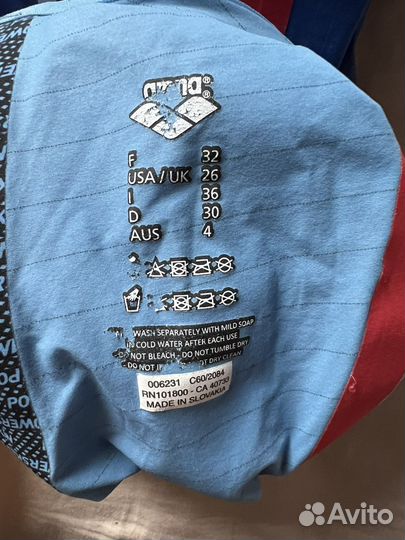 arena®
F 32
USA / UK 26
I 36
D 30
AUS 4
WASH SEPARATELY WITH MILD SOAP
IN COLD WATER AFTER EACH USE
DO NOT BLEACH - DO NOT TUMBLE DRY
DO NOT DRY CLEAN
006231 C60/2084
RN101800 - CA 40733
MADE IN SLOVAKIA
Avito